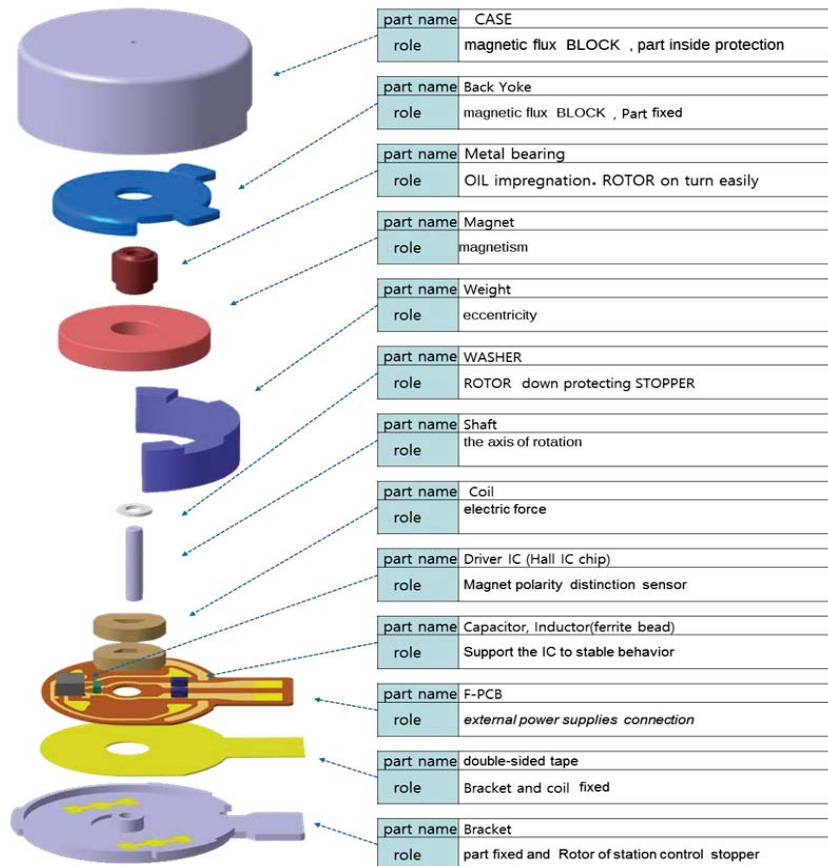 part name CASE
role magnetic flux BLOCK , part inside protection
part name Back Yoke
role magnetic flux BLOCK , Part fixed
part name Metal bearing
role OIL impregnation. ROTOR on turn easily
part name Magnet
role magnetism
part name Weight
role eccentricity
part name WASHER
role ROTOR down protecting STOPPER
part name Shaft
role the axis of rotation
part name Coil
role electric force
part name Driver IC (Hall IC chip)
role Magnet polarity distinction sensor
part name Capacitor, Inductor(ferrite bead)
role Support the IC to stable behavior
part name F-PCB
role external power supplies connection
part name double-sided tape
role Bracket and coil fixed
part name Bracket
role part fixed and Rotor of station control stopper